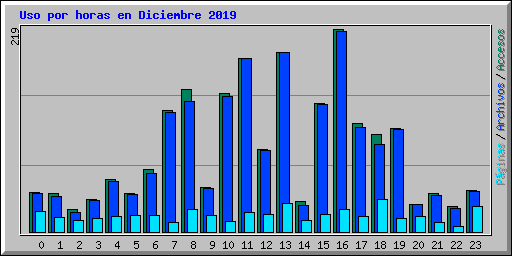 Uso por horas en Diciembre 2019
219
Páginas / Archivos / Accesos
0 1 2 3 4 5 6 7 8 9 10 11 12 13 14 15 16 17 18 19 20 21 22 23